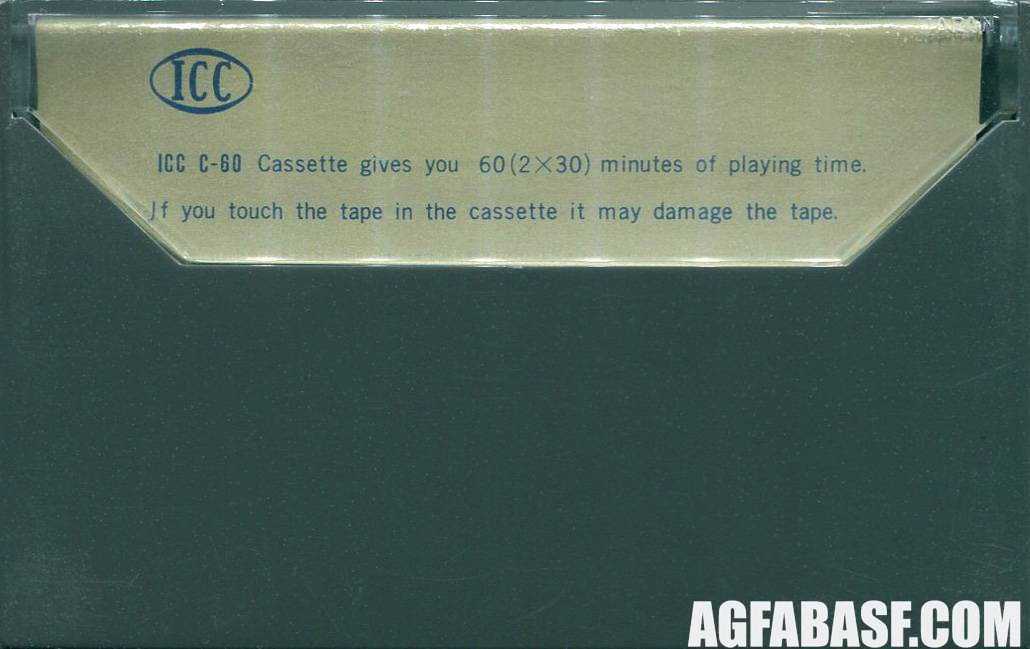 ICC
ICC C-60 Cassette gives you 60(2×30) minutes of playing time.
Jf you touch the tape in the cassette it may damage the tape.
AGFABASF.COM